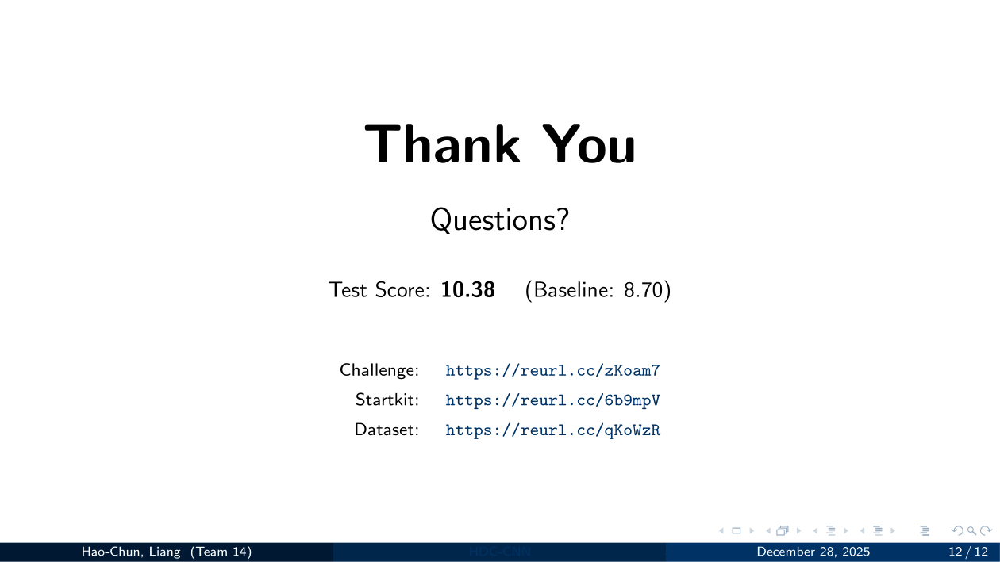 Thank You
Questions?
Test Score: 10.38 (Baseline: 8.70)
Challenge: https://reurl.cc/zKoam7
Startkit: https://reurl.cc/6b9mpV
Dataset: https://reurl.cc/qKoWzR
Hao-Chun, Liang (Team 14) HDC-CNN December 28, 2025 12 / 12